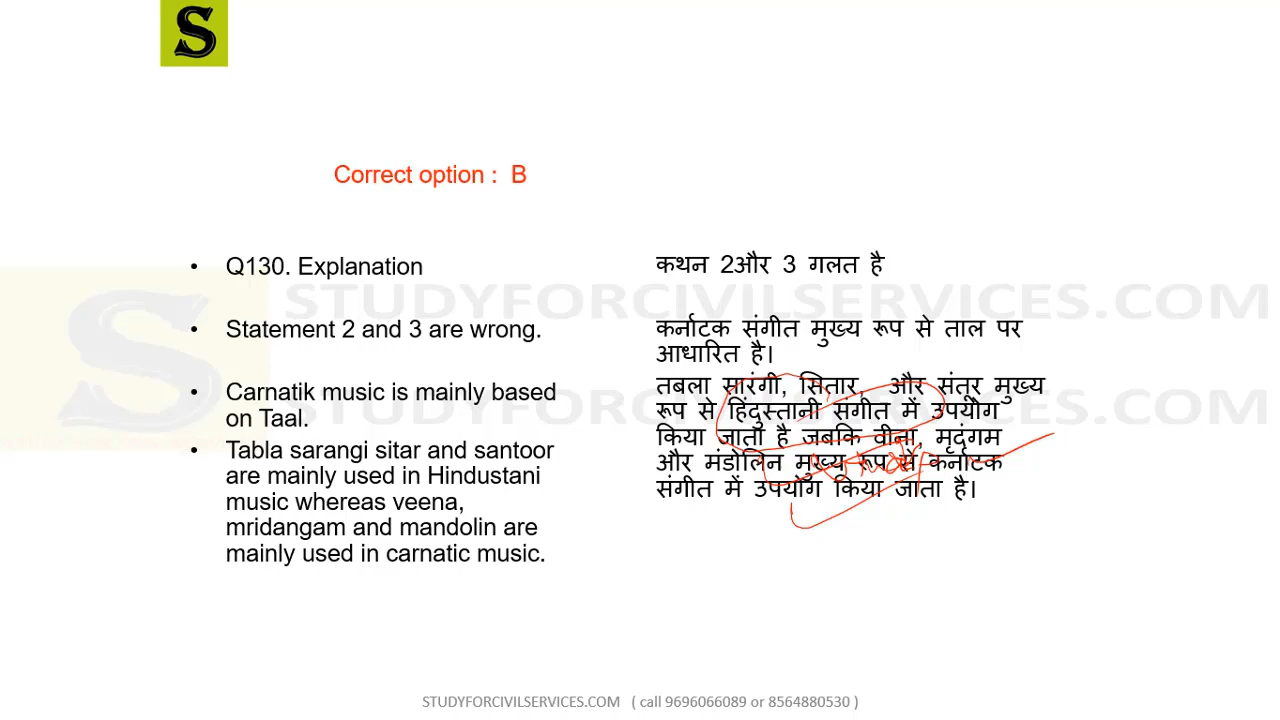 S
Correct option : B
• Q130. Explanation
• Statement 2 and 3 are wrong.
• Carnatik music is mainly based
on Taal.
• Tabla sarangi sitar and santoor
are mainly used in Hindustani
music whereas veena,
mridangam and mandolin are
mainly used in carnatic music.
कथन 2और 3 गलत है
कर्नाटक संगीत मुख्य रूप से ताल पर
आधारित है।
तबला सारंगी, सितार, और संतूर मुख्य
रूप से हिंदुस्तानी संगीत में उपयोग
किया जाता है जबकि वीना, मृदंगम
और मंडोलिन मुख्य रूप से कर्नाटक
संगीत में उपयोग किया जाता है।
S
STUDYFORCIVILSERVICES.COM
STUDYFORCIVILSERVICES.COM
STUDYFORCIVILSERVICES.COM ( call 9696066089 or 8564880530 )